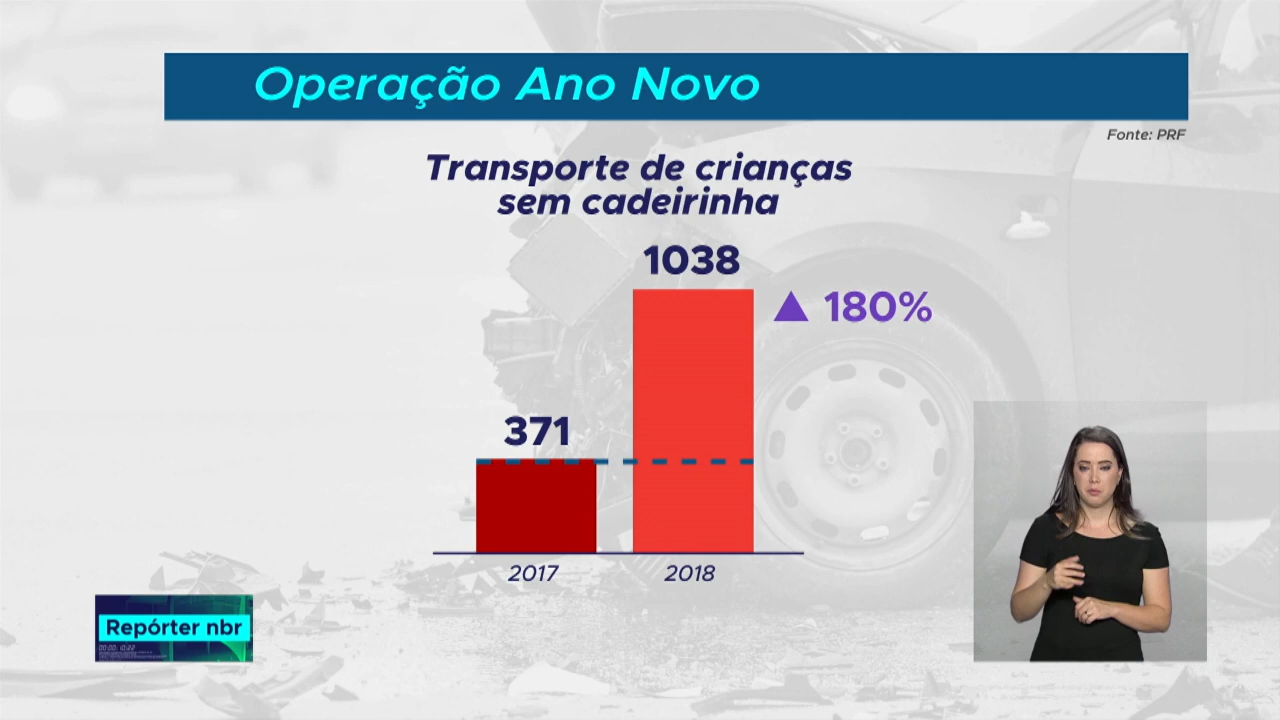 Operação Ano Novo
Fonte: PRF
Transporte de crianças
sem cadeirinha
1038
180%
371
2017 2018
Repórter nbr